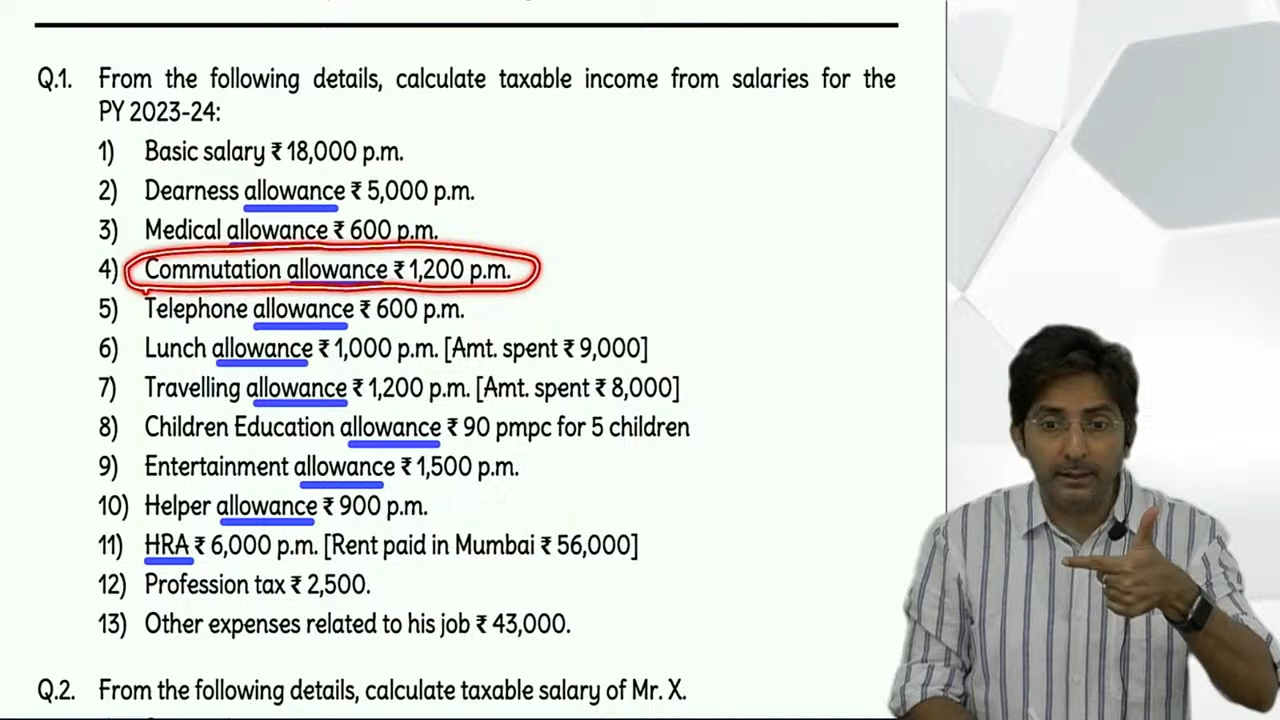 Q.1. From the following details, calculate taxable income from salaries for the
PY 2023-24:
1) Basic salary ₹ 18,000 p.m.
2) Dearness allowance ₹ 5,000 p.m.
3) Medical allowance ₹ 600 p.m.
4) Commutation allowance ₹ 1,200 p.m.
5) Telephone allowance ₹ 600 p.m.
6) Lunch allowance ₹ 1,000 p.m. [Amt. spent ₹ 9,000]
7) Travelling allowance ₹ 1,200 p.m. [Amt. spent ₹ 8,000]
8) Children Education allowance ₹ 90 pmpc for 5 children
9) Entertainment allowance ₹ 1,500 p.m.
10) Helper allowance ₹ 900 p.m.
11) HRA ₹ 6,000 p.m. [Rent paid in Mumbai ₹ 56,000]
12) Profession tax ₹ 2,500.
13) Other expenses related to his job ₹ 43,000.
Q.2. From the following details, calculate taxable salary of Mr. X.